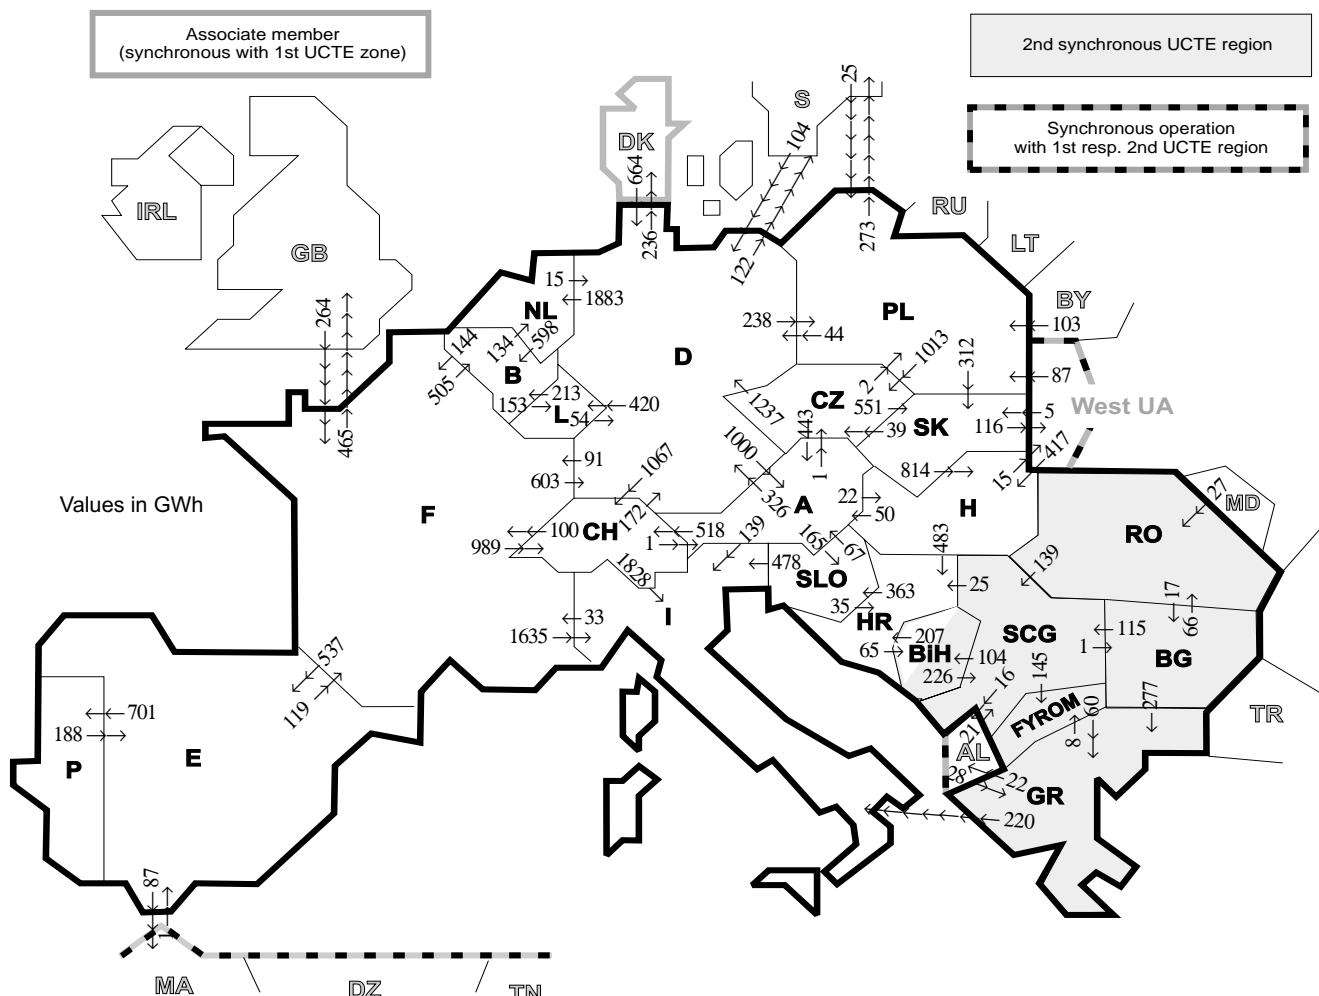 Associate member
(synchronous with 1st UCTE zone)
2nd synchronous UCTE region
Synchronous operation
with 1st resp. 2nd UCTE region
S
25
104
DK
664
IRL
GB
236
122
273
RU
LT
BY
264
465
15
1883
NL
598
134
144
505
B
213
153
L
54
420
D
238
44
PL
103
1013
2
312
87
West UA
5
116
417
15
1237
CZ
551
39
SK
443
1
814
91
603
1067
1000
326
A
22
50
H
Values in GWh
F
100
989
CH
172
518
1
139
478
165
67
483
1828
SLO
363
35
HR
25
139
RO
27
MD
17
66
I
33
1635
207
65
BiH
104
226
SCG
115
1
BG
16
145
FYROM
60
8
277
TR
21
AL
28
22
GR
220
537
119
701
188
P
E
87
1
MA
DZ
TN